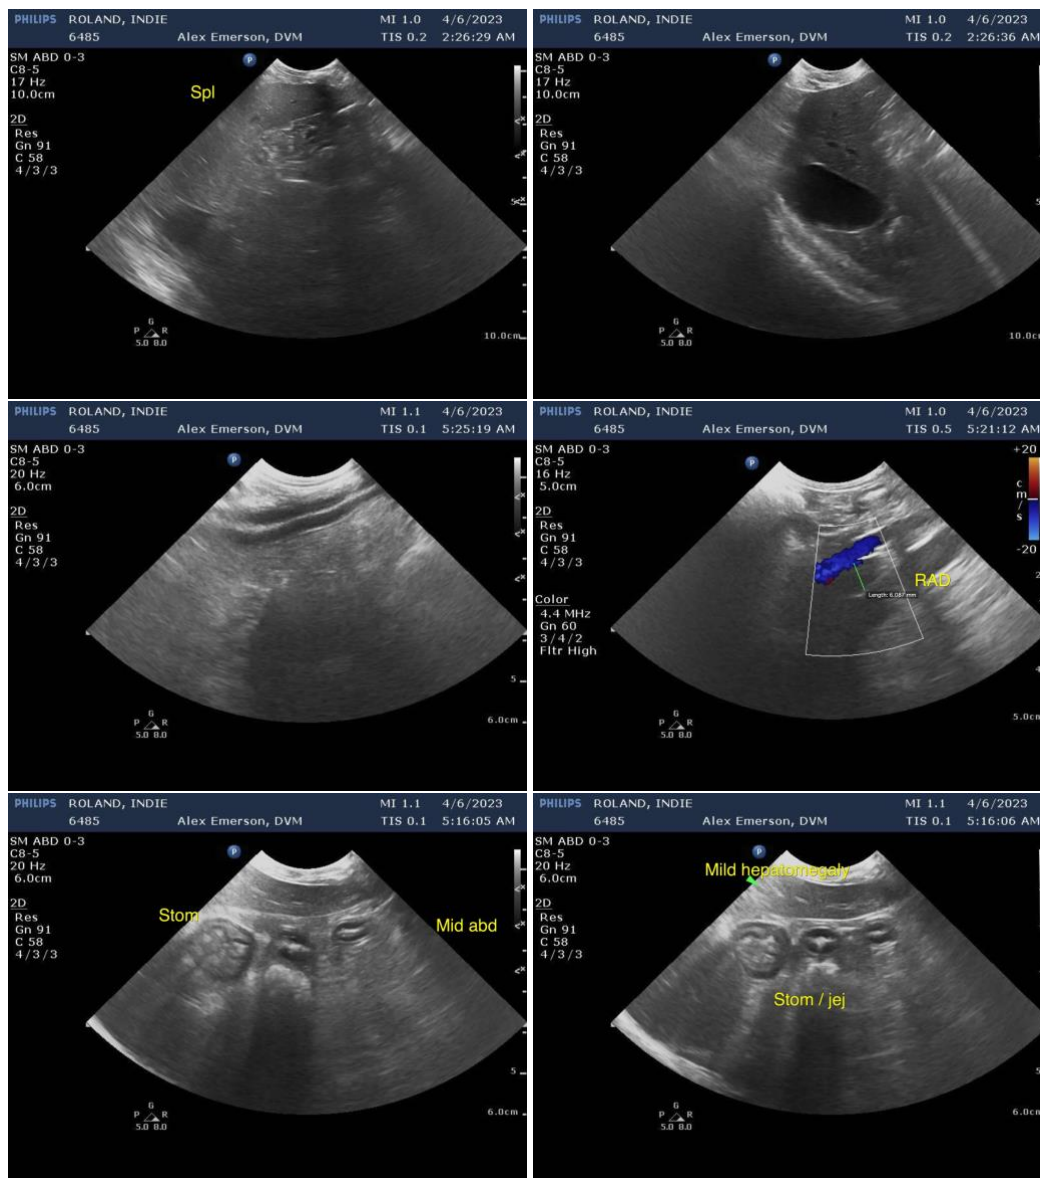 PHILIPS ROLAND, INDIE MI 1.0 4/6/2023
6485 Alex Emerson, DVM TIS 0.2 2:26:29 AM
SM ABD 0-3
C8-5
17 Hz
10.0cm
2D
Res
Gn 91
C 58
4/3/3
Spl
P
5
G
P R
5.0 8.0
10.0cm
PHILIPS ROLAND, INDIE MI 1.0 4/6/2023
6485 Alex Emerson, DVM TIS 0.2 2:26:36 AM
SM ABD 0-3
C8-5
17 Hz
10.0cm
2D
Res
Gn 91
C 58
4/3/3
P
5
G
P R
5.0 8.0
10.0c
PHILIPS ROLAND, INDIE MI 1.1 4/6/2023
6485 Alex Emerson, DVM TIS 0.1 5:25:19 AM
SM ABD 0-3
C8-5
20 Hz
6.0cm
2D
Res
Gn 91
C 58
4/3/3
P
5
G
P R
5.0 8.0
6.0cm
PHILIPS ROLAND, INDIE MI 1.0 4/6/2023
6485 Alex Emerson, DVM TIS 0.5 5:21:12 AM
SM ABD 0-3
C8-5
16 Hz
5.0cm
2D
Res
Gn 91
C 58
4/3/3
Color
4.4 MHz
Gn 60
3/4/2
Fltr High
P
+20
c
m
/
s
-20
RAD
2
4
G
P R
5.0 8.0
5.0cm
PHILIPS ROLAND, INDIE MI 1.1 4/6/2023
6485 Alex Emerson, DVM TIS 0.1 5:16:05 AM
SM ABD 0-3
C8-5
20 Hz
6.0cm
2D
Res
Gn 91
C 58
4/3/3
P
Stom
Mid abd
5
G
P R
5.0 8.0
6.0cm
PHILIPS ROLAND, INDIE MI 1.1 4/6/2023
6485 Alex Emerson, DVM TIS 0.1 5:16:06 AM
SM ABD 0-3
C8-5
20 Hz
6.0cm
2D
Res
Gn 91
C 58
4/3/3
P
Mild hepatomegaly
Stom / jej
5
G
P R
5.0 8.0
6.0cm